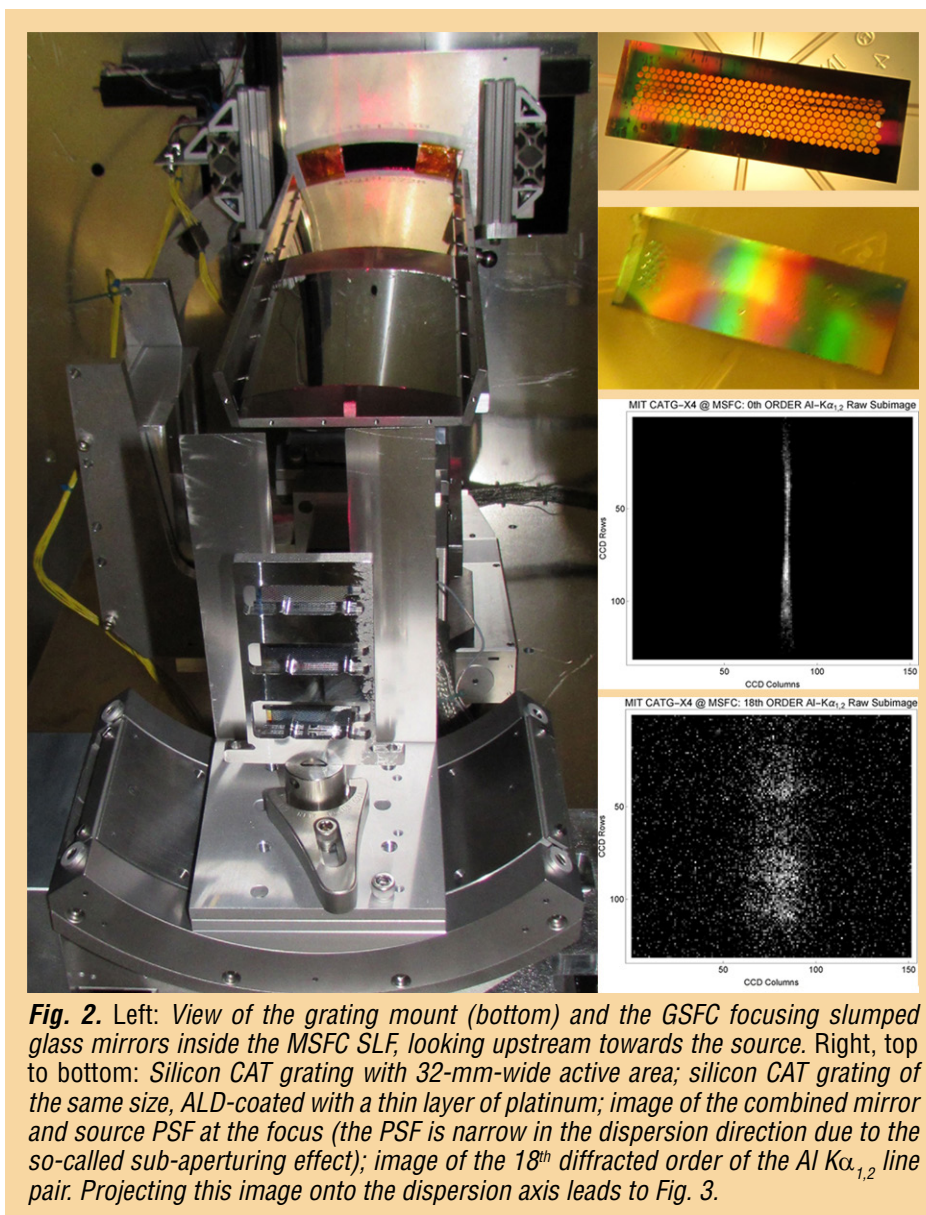 MIT CATG–X4 @ MSFC: 0th ORDER Al–Kα1,2 Raw Subimage
CCD Rows
50
100
50
100
150
CCD Columns
MIT CATG–X4 @ MSFC: 18th ORDER Al–Kα1,2 Raw Subimage
CCD Rows
50
100
50
100
150
CCD Columns
Fig. 2. Left: View of the grating mount (bottom) and the GSFC focusing slumped
glass mirrors inside the MSFC SLF, looking upstream towards the source. Right, top
to bottom: Silicon CAT grating with 32-mm-wide active area; silicon CAT grating of
the same size, ALD-coated with a thin layer of platinum; image of the combined mirror
and source PSF at the focus (the PSF is narrow in the dispersion direction due to the
so-called sub-aperturing effect); image of the 18th diffracted order of the Al Kα1,2 line
pair. Projecting this image onto the dispersion axis leads to Fig. 3.